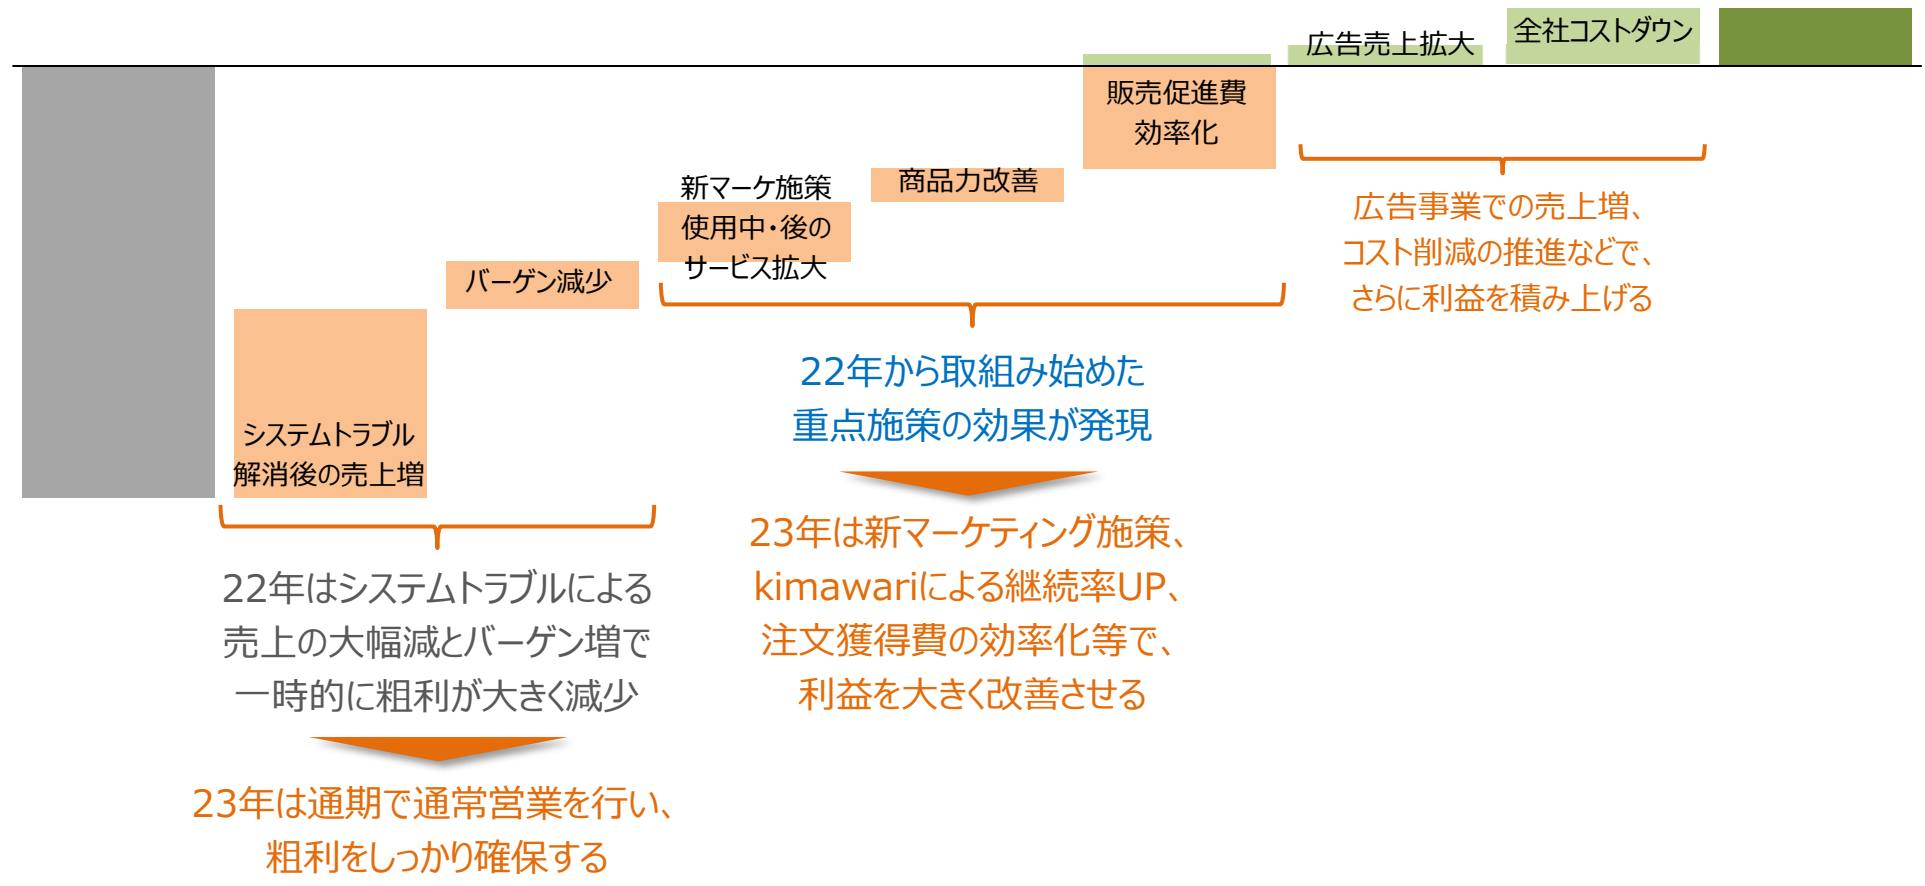 広告売上拡大
全社コストダウン
販売促進費
効率化
新マーケ施策
使用中・後の
サービス拡大
商品力改善
バーゲン減少
システムトラブル
解消後の売上増
広告事業での売上増、
コスト削減の推進などで、
さらに利益を積み上げる
22年から取組み始めた
重点施策の効果が発現
23年は新マーケティング施策、
kimawariによる継続率UP、
注文獲得費の効率化等で、
利益を大きく改善させる
22年はシステムトラブルによる
売上の大幅減とバーゲン増で
一時的に粗利が大きく減少
23年は通期で通常営業を行い、
粗利をしっかり確保する